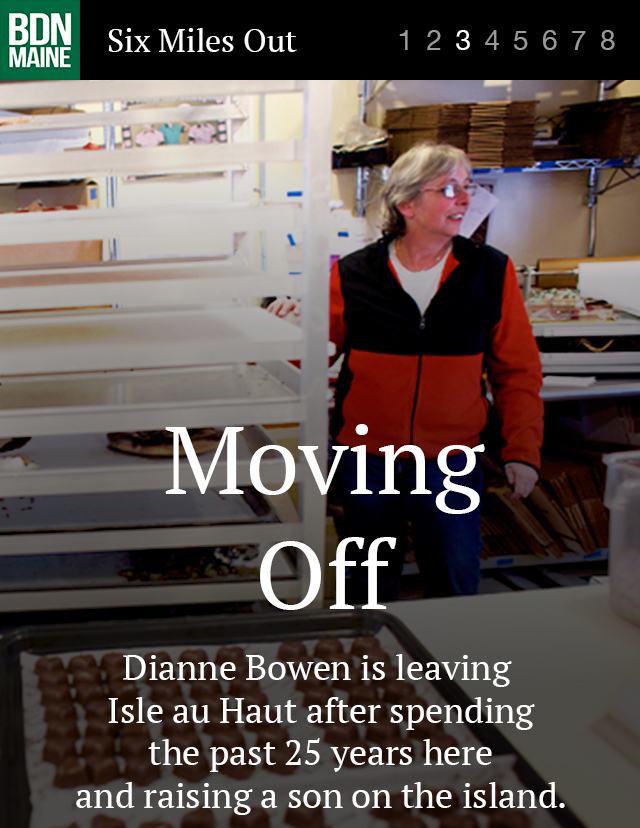 BDN
MAINE
Six Miles Out
1 2 3 4 5 6 7 8
Moving
Off
Dianne Bowen is leaving
Isle au Haut after spending
the past 25 years here
and raising a son on the island.